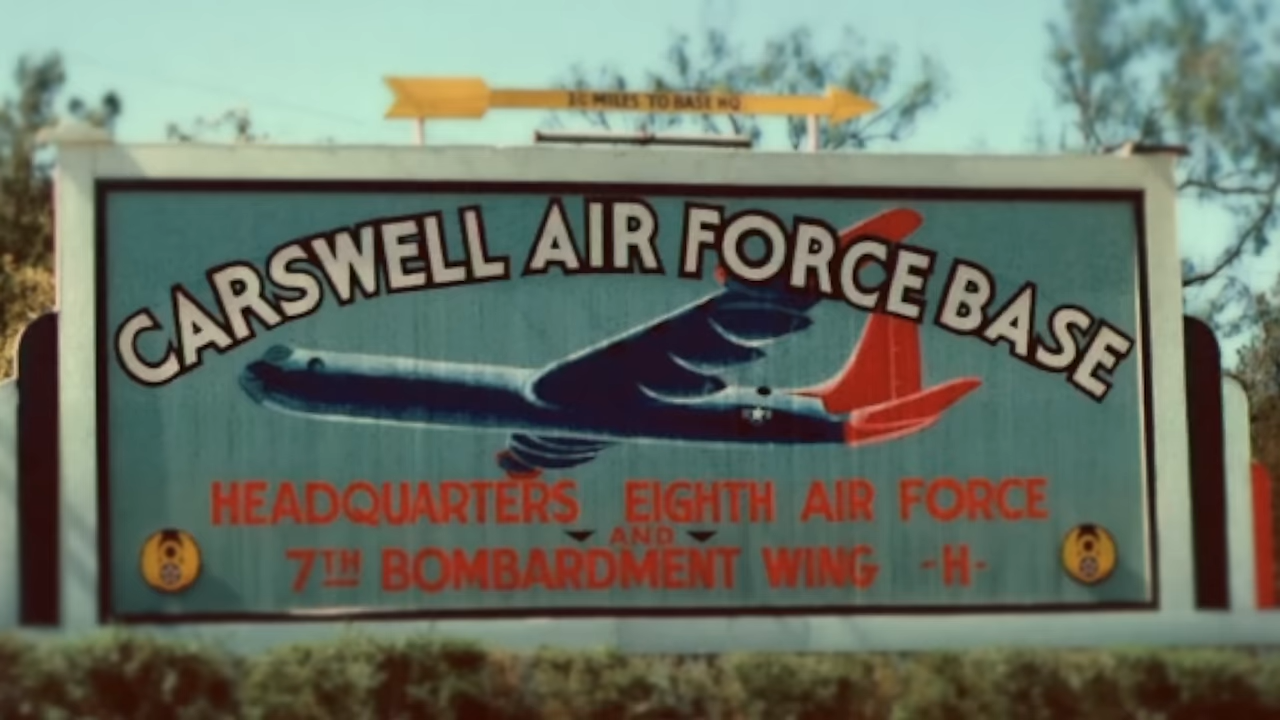 MILES TO BASE HQ
CARSWELL AIR FORCE BASE
HEADQUARTERS EIGHTH AIR FORCE
AND
7TH BOMBARDMENT WING -H-